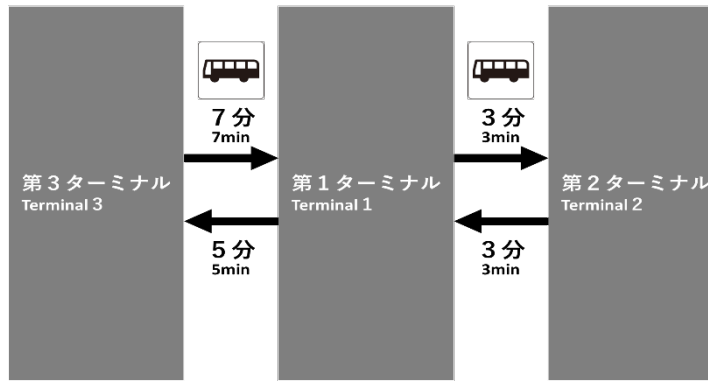 7 分
7min
3 分
3min
第３ターミナル
Terminal 3
第１ターミナル
Terminal 1
第２ターミナル
Terminal 2
5 分
5min
3 分
3min